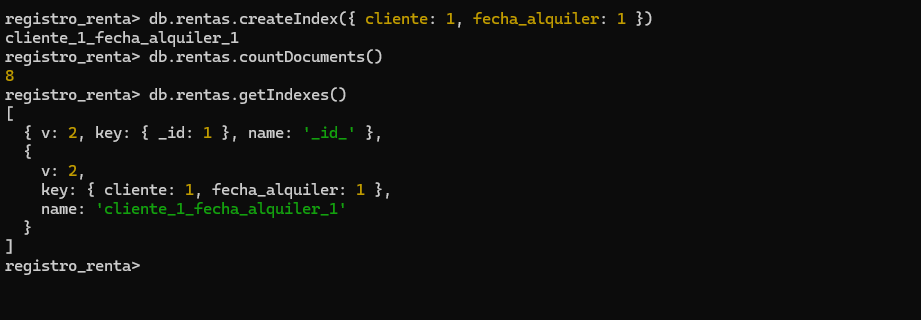 registro_renta> db.rentas.createIndex({ cliente: 1, fecha_alquiler: 1 })
cliente_1_fecha_alquiler_1
registro_renta> db.rentas.countDocuments()
8
registro_renta> db.rentas.getIndexes()
[
  { v: 2, key: { _id: 1 }, name: '_id_' },
  {
    v: 2,
    key: { cliente: 1, fecha_alquiler: 1 },
    name: 'cliente_1_fecha_alquiler_1'
  }
]
registro_renta>